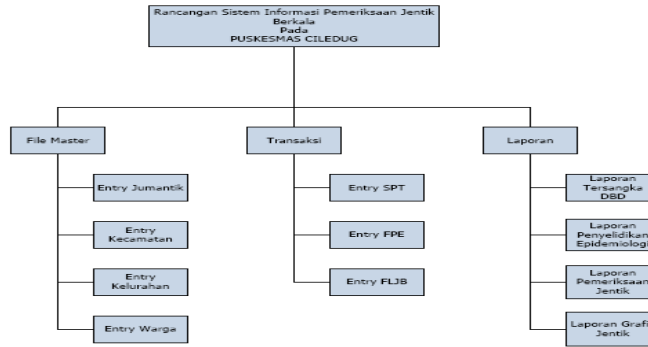 Rancangan Sistem Informasi Pemeriksaan Jentik
Berkala
Pada
PUSKESMAS CILEDUG
File Master
Transaksi
Laporan
Entry Jumantik
Entry
Kecamatan
Entry
Kelurahan
Entry Warga
Entry SPT
Entry FPE
Entry FLJB
Laporan
Tersangka
DBD
Laporan
Penyelidikan
Epidemiologi
Laporan
Pemeriksaan
Jentik
Laporan Grafi
Jentik